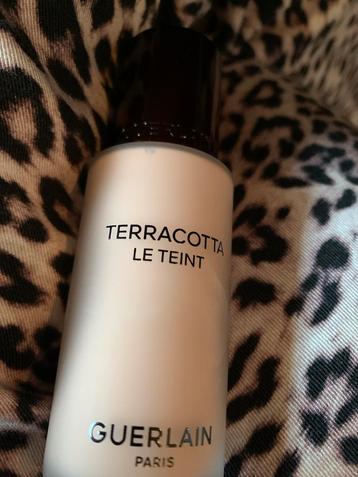 TERRACOTTA
LE TEINT
GUERLAIN
PARIS